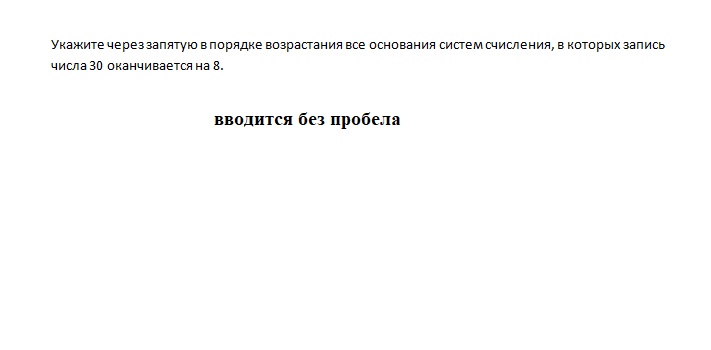 Укажите через запятую в порядке возрастания все основания систем счисления, в которых запись
числа 30 оканчивается на 8.
вводится без пробела